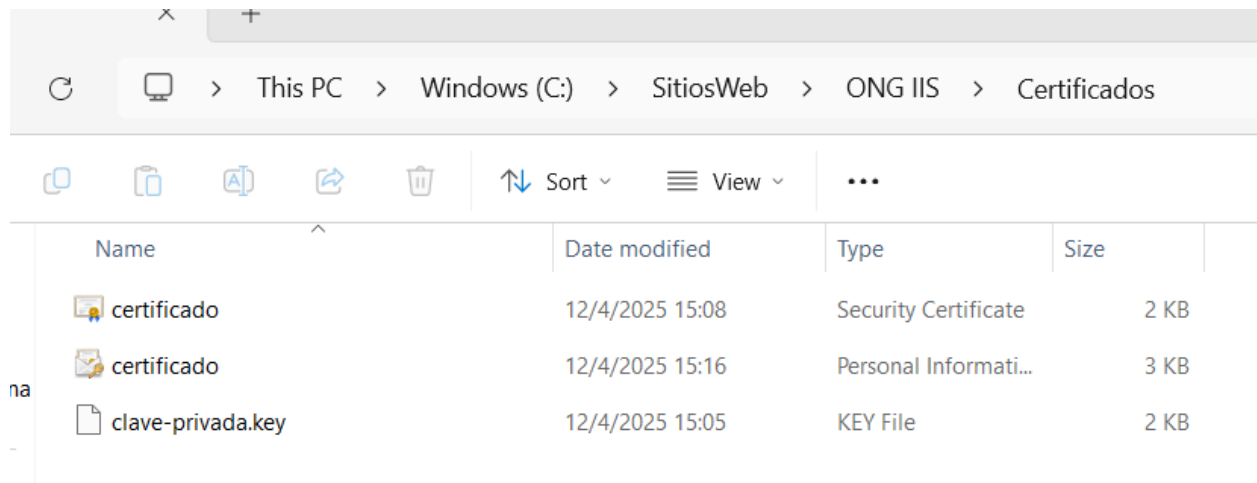 This PC > Windows (C:) > SitiosWeb > ONG IIS > Certificados
Sort View
Name Date modified Type Size
certificado 12/4/2025 15:08 Security Certificate 2 KB
certificado 12/4/2025 15:16 Personal Informati... 3 KB
na
clave-privada.key 12/4/2025 15:05 KEY File 2 KB